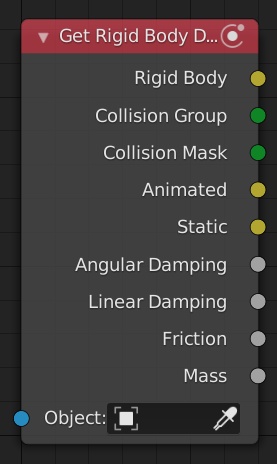 Get Rigid Body D...
Rigid Body
Collision Group
Collision Mask
Animated
Static
Angular Damping
Linear Damping
Friction
Mass
Object: